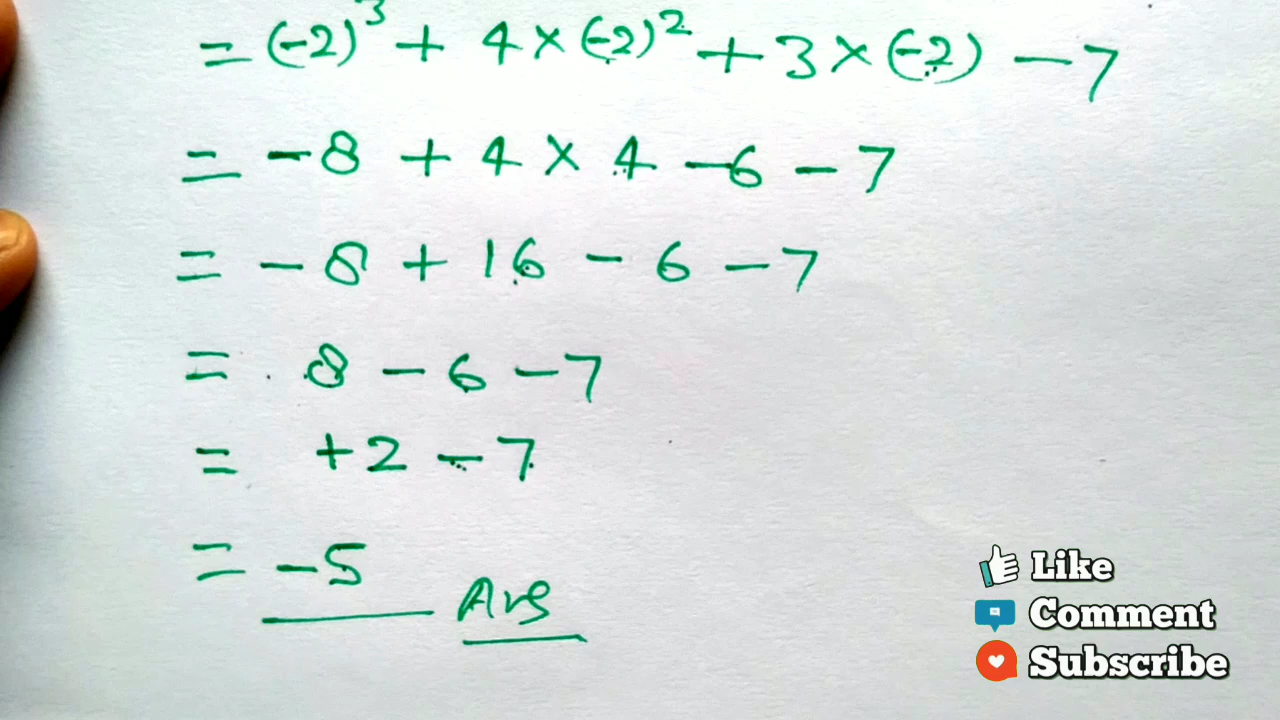 = (-2)³ + 4 × (-2)² + 3 × (-2) - 7
= -8 + 4 × 4 - 6 - 7
= -8 + 16 - 6 - 7
= 8 - 6 - 7
= +2 - 7
= -5 Ans
Like
Comment
Subscribe